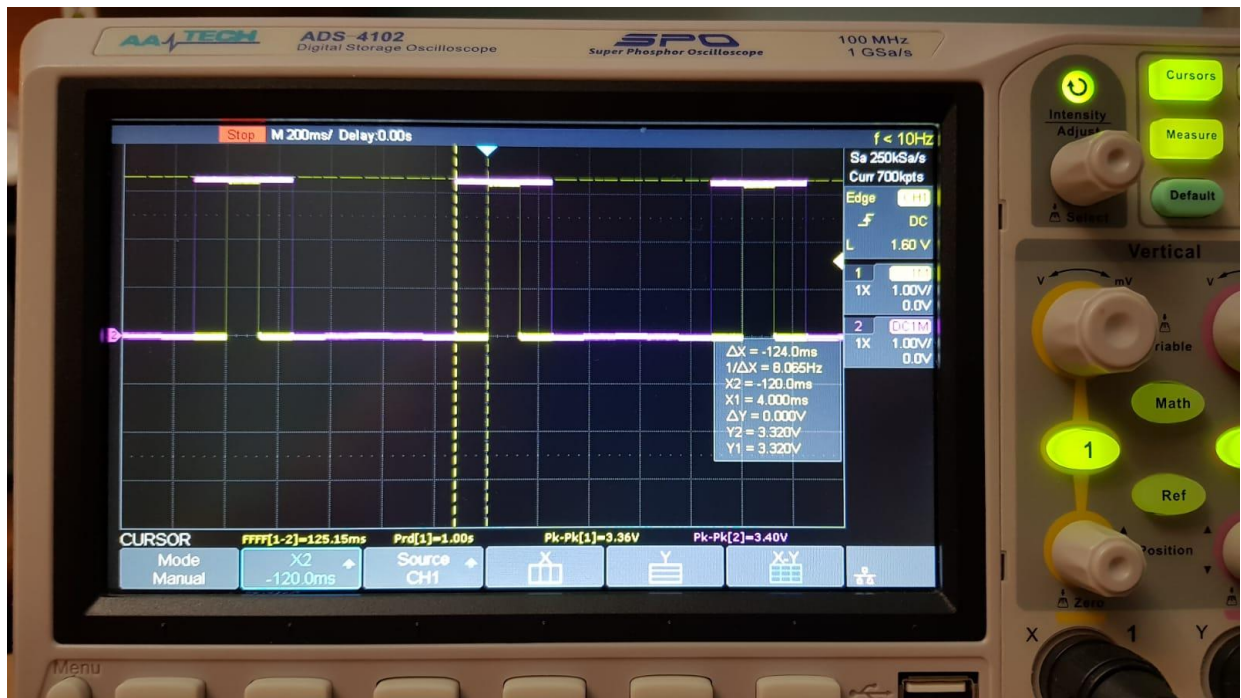 AATECH ADS-4102 SPO 100 MHz
Digital Storage Oscilloscope Super Phosphor Oscilloscope 1 GSa/s
Stop M 200ms/ Delay:0.00s f < 10Hz
Sa 250kSa/s
Curr 700kpts
Edge CH1
DC
L 1.60 V
1
1X 1.00V/
0.0V
2 DC1M
1X 1.00V/
0.0V
2
ΔX = -124.0ms
1/ΔX = 8.065Hz
X2 = -120.0ms
X1 = 4.000ms
ΔY = 0.000V
Y2 = 3.320V
Y1 = 3.320V
CURSOR FFFF[1-2]=125.15ms Prd[1]=1.00s Pk-Pk[1]=3.36V Pk-Pk[2]=3.40V
Mode X2 Source X Y X-Y
Manual -120.0ms CH1
Menu
Cursors
Intensity
Adjust
Measure
Default
Select
Vertical
V mV V
Math
1
Ref
Position
Zero
X 1 Y